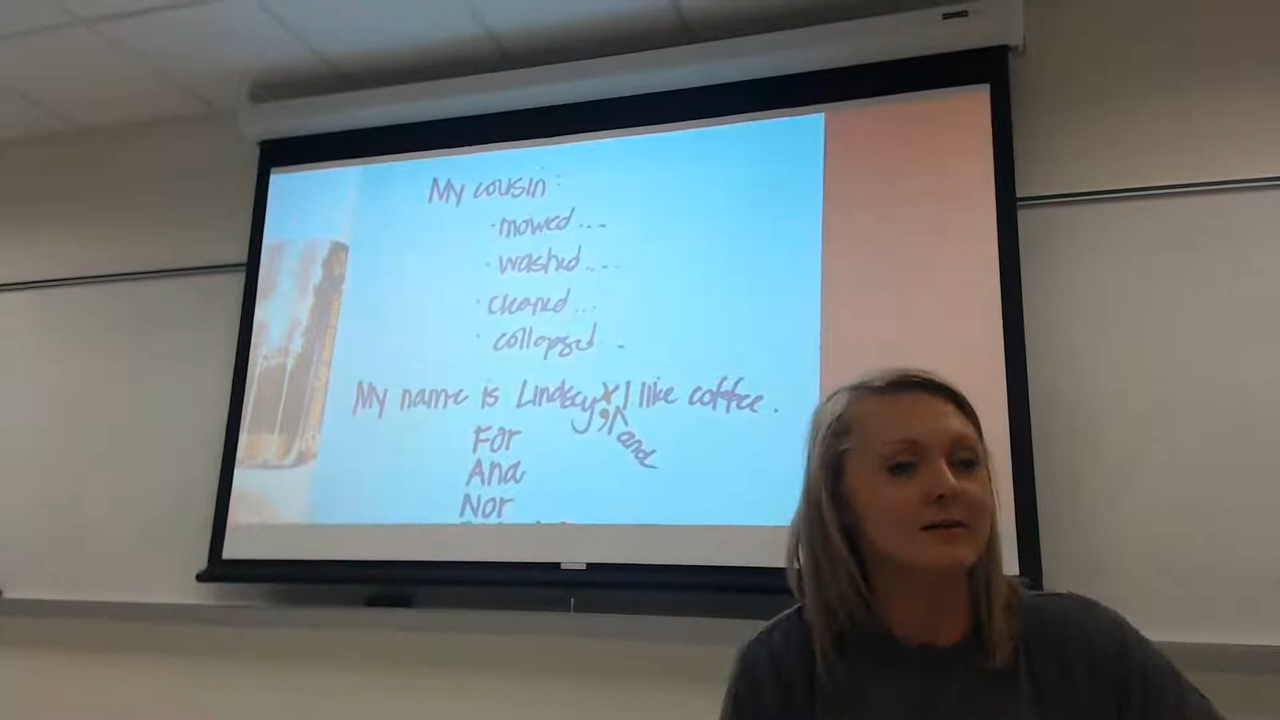 My cousin:
· mowed...
· washed....
· cleaned...
· collapsed .
My name is Lindsey, I like coffee.
and
For
And
Nor